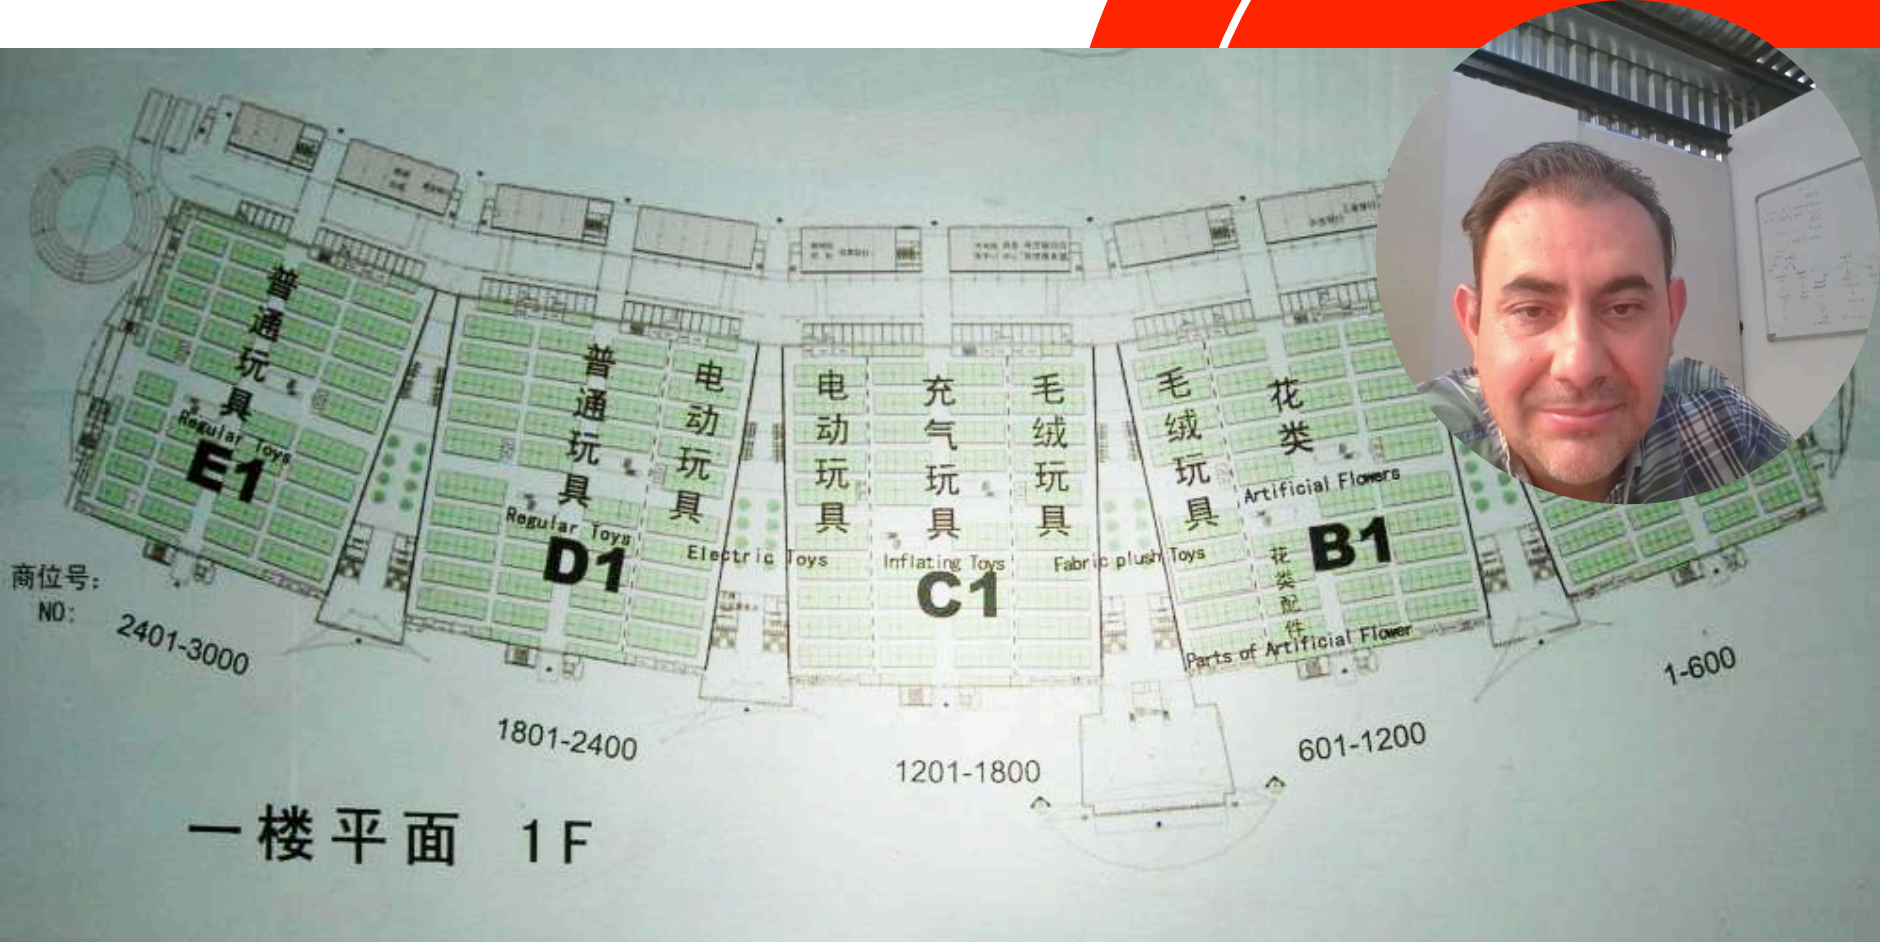 普通玩具
Regular Toys
E1
普通玩具
Regular Toys
D1
电动玩具
Electric Toys
电动玩具
充气玩具
Inflating Toys
C1
毛绒玩具
Fabric plush Toys
毛绒玩具
花类
Artificial Flowers
B1
花类配件
Parts of Artificial Flower
商位号:
NO:
2401-3000
1801-2400
1201-1800
601-1200
1-600
一楼平面 1F